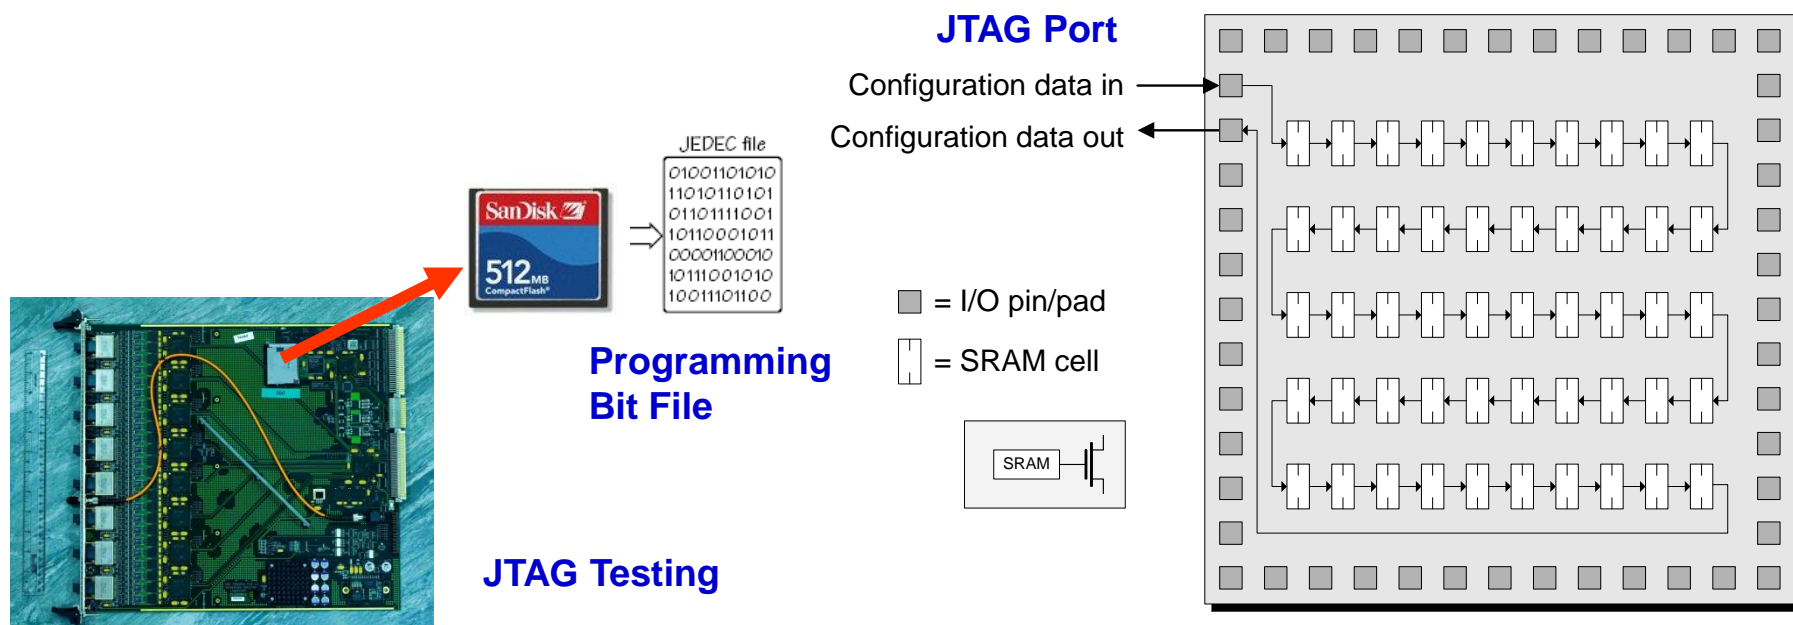 JTAG Port
Configuration data in
Configuration data out
JEDEC file
01001101010
11010110101
01101111001
10110001011
00001100010
10111001010
10011101100
SanDisk
512MB
CompactFlash®
Programming
Bit File
= I/O pin/pad
= SRAM cell
SRAM
JTAG Testing